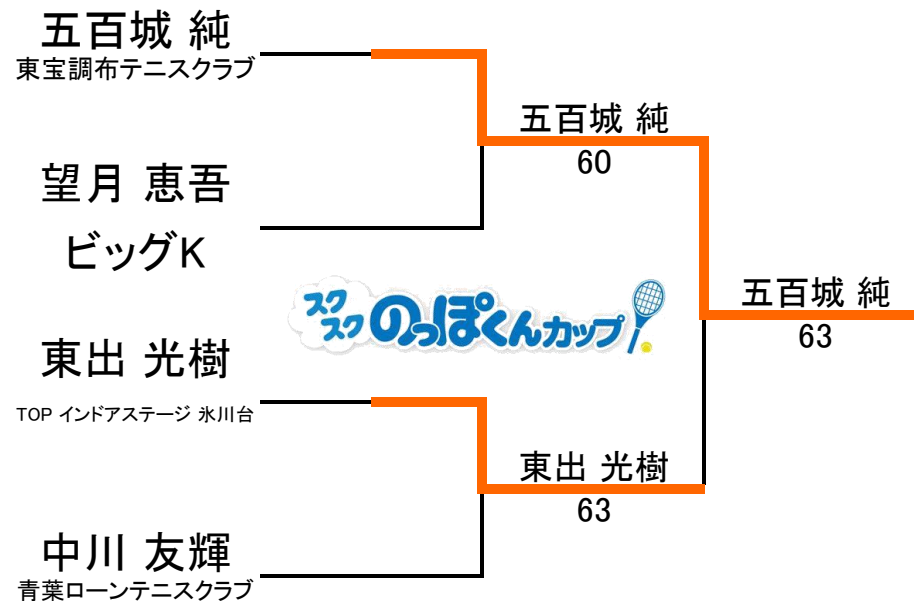 五百城 純
東宝調布テニスクラブ
五百城 純
60
望月 恵吾
ビッグK
スクスク のっぽくんカップ
五百城 純
63
東出 光樹
TOP インドアステージ 氷川台
東出 光樹
63
中川 友輝
青葉ローンテニスクラブ